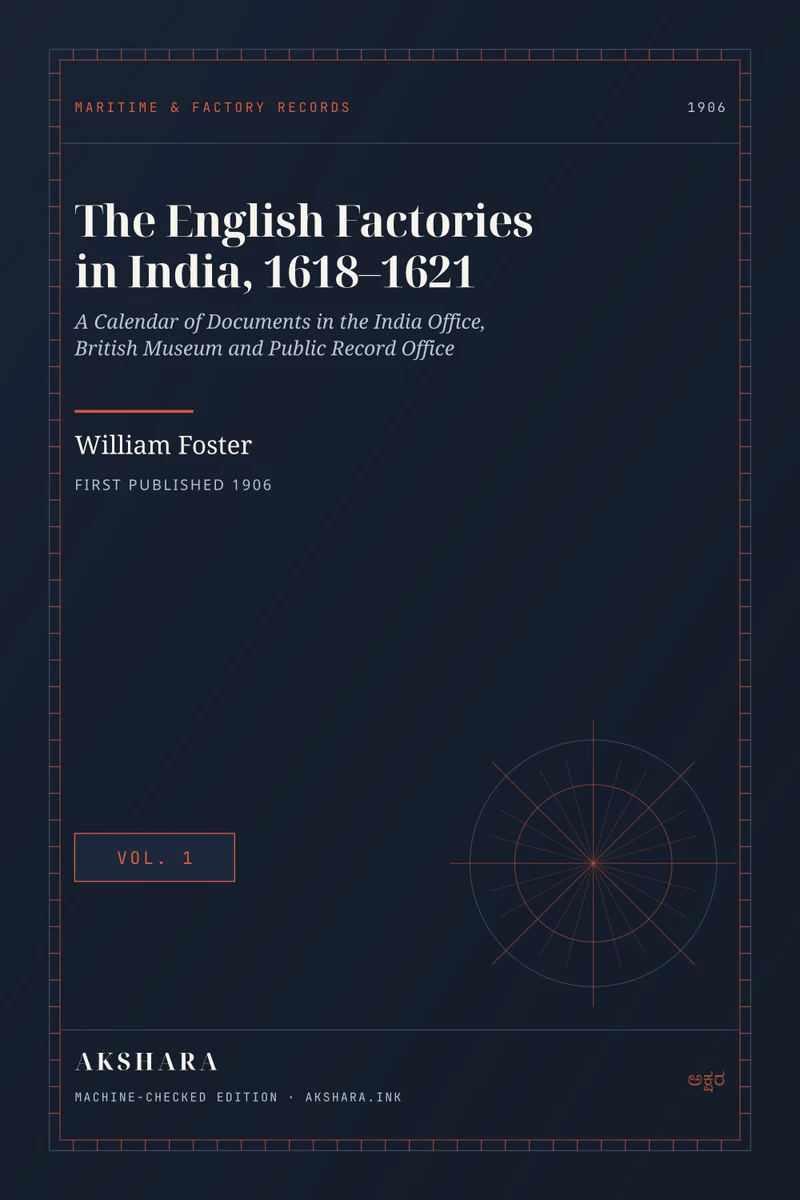 MARITIME & FACTORY RECORDS
1906
The English Factories
in India, 1618–1621
A Calendar of Documents in the India Office,
British Museum and Public Record Office
William Foster
FIRST PUBLISHED 1906
VOL. 1
AKSHARA
MACHINE-CHECKED EDITION · AKSHARA.INK
ಅಕ್ಷರ